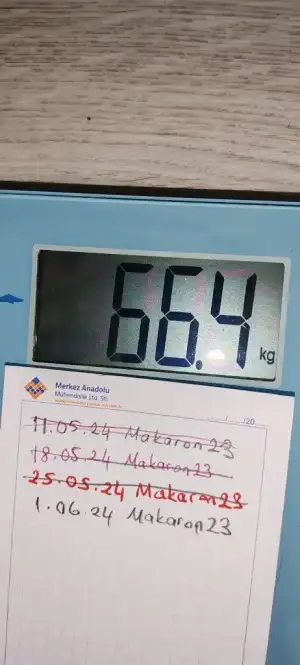 66.4
kg
Merkez Anadolu
Mühendislik Ltd. Şti.
..../..../20....
11.05.24 Makaron23
18.05.24 Makaron23
25.05.24 Makaron23
1.06.24 Makaron23